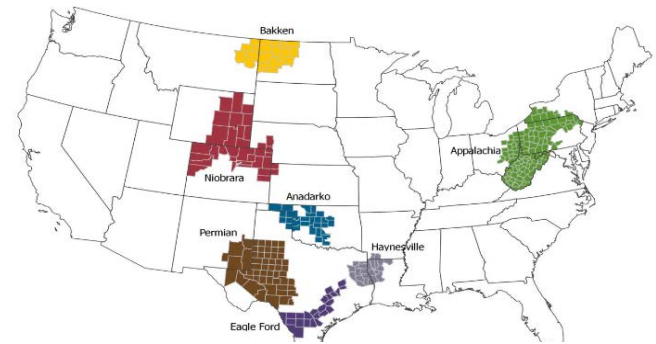 Bakken
Appalachia
Niobrara
Anadarko
Permian
Haynesville
Eagle Ford